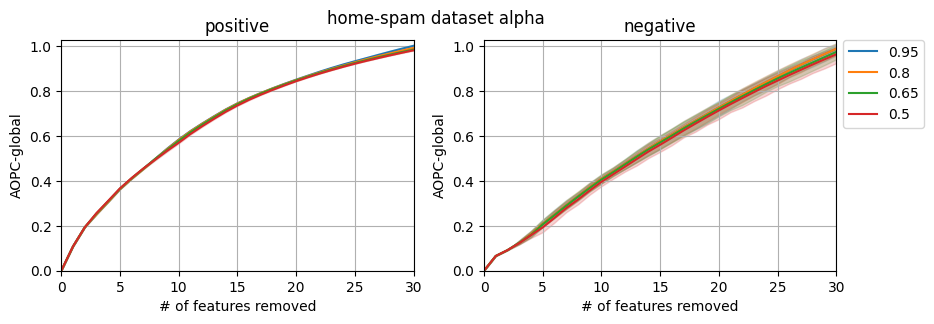 home-spam dataset alpha
positive
AOPC-global
1.0
0.8
0.6
0.4
0.2
0.0
0 5 10 15 20 25 30
# of features removed
negative
AOPC-global
1.0
0.8
0.6
0.4
0.2
0.0
0 5 10 15 20 25 30
# of features removed
0.95
0.8
0.65
0.5